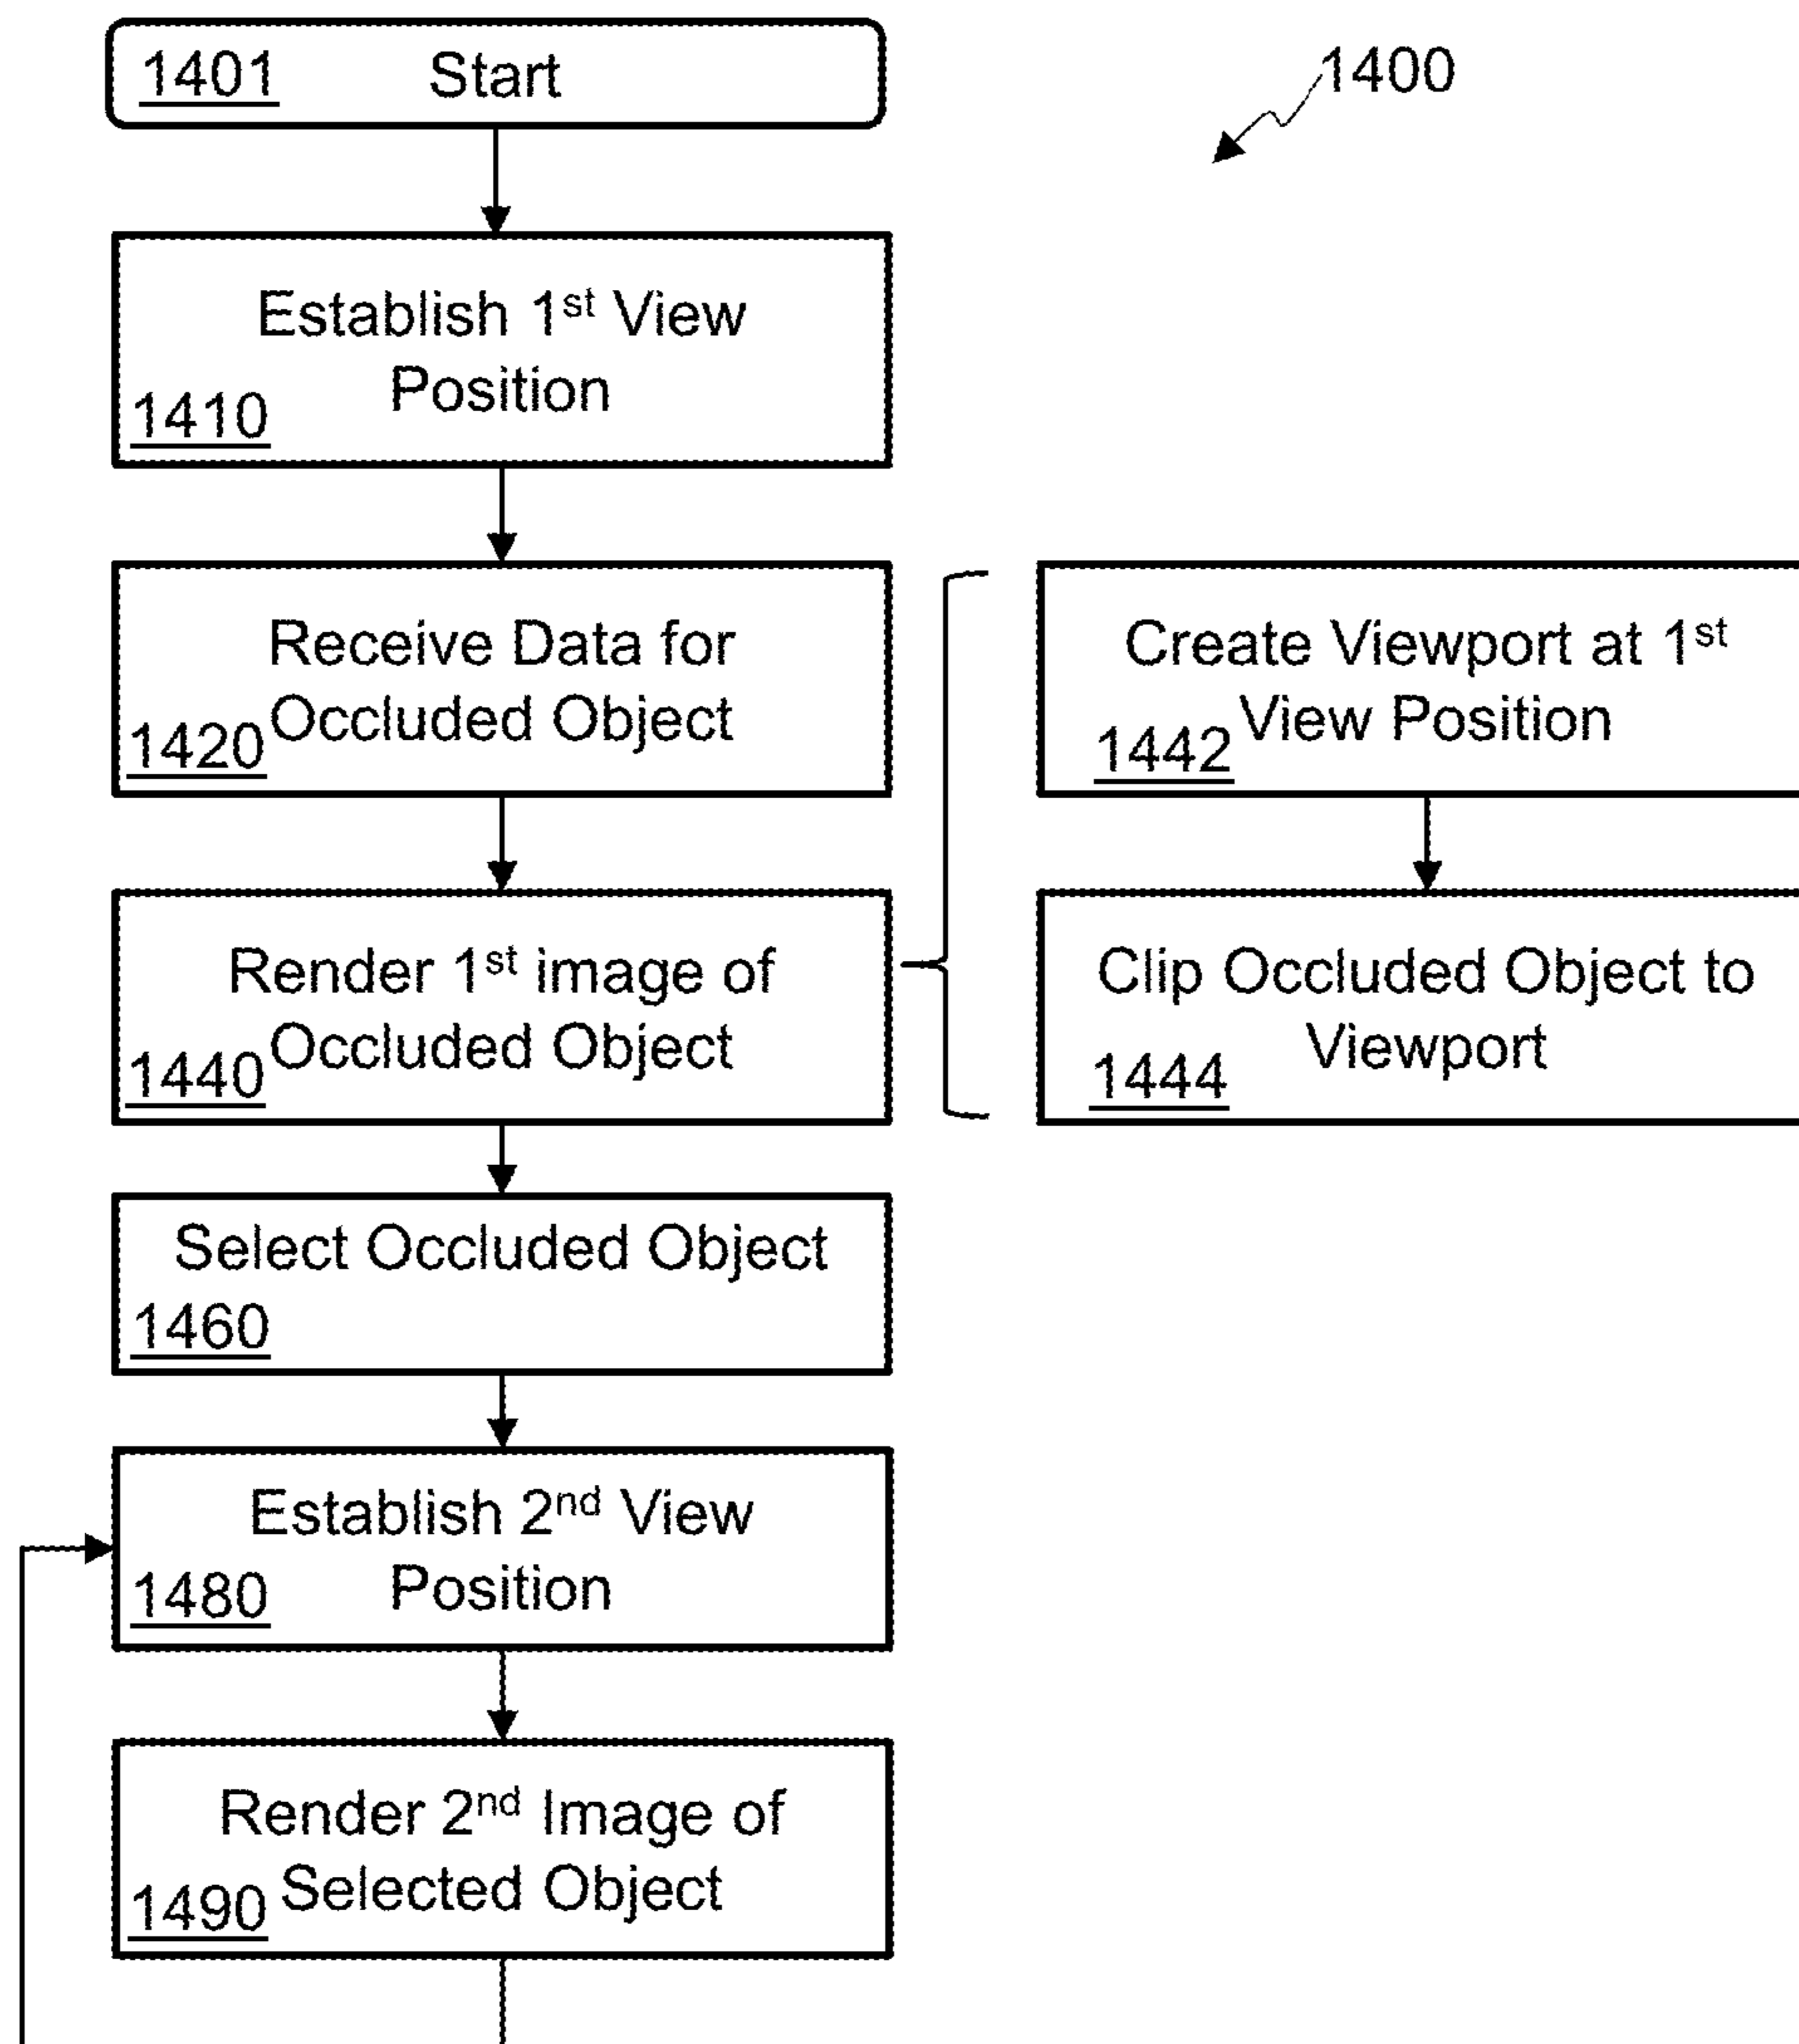 1401 Start
1400
Establish 1st View
Position
1410
Receive Data for
Occluded Object
1420
Create Viewport at 1st
View Position
1442
Render 1st image of
Occluded Object
1440
Clip Occluded Object to
Viewport
1444
Select Occluded Object
1460
Establish 2nd View
Position
1480
Render 2nd Image of
Selected Object
1490